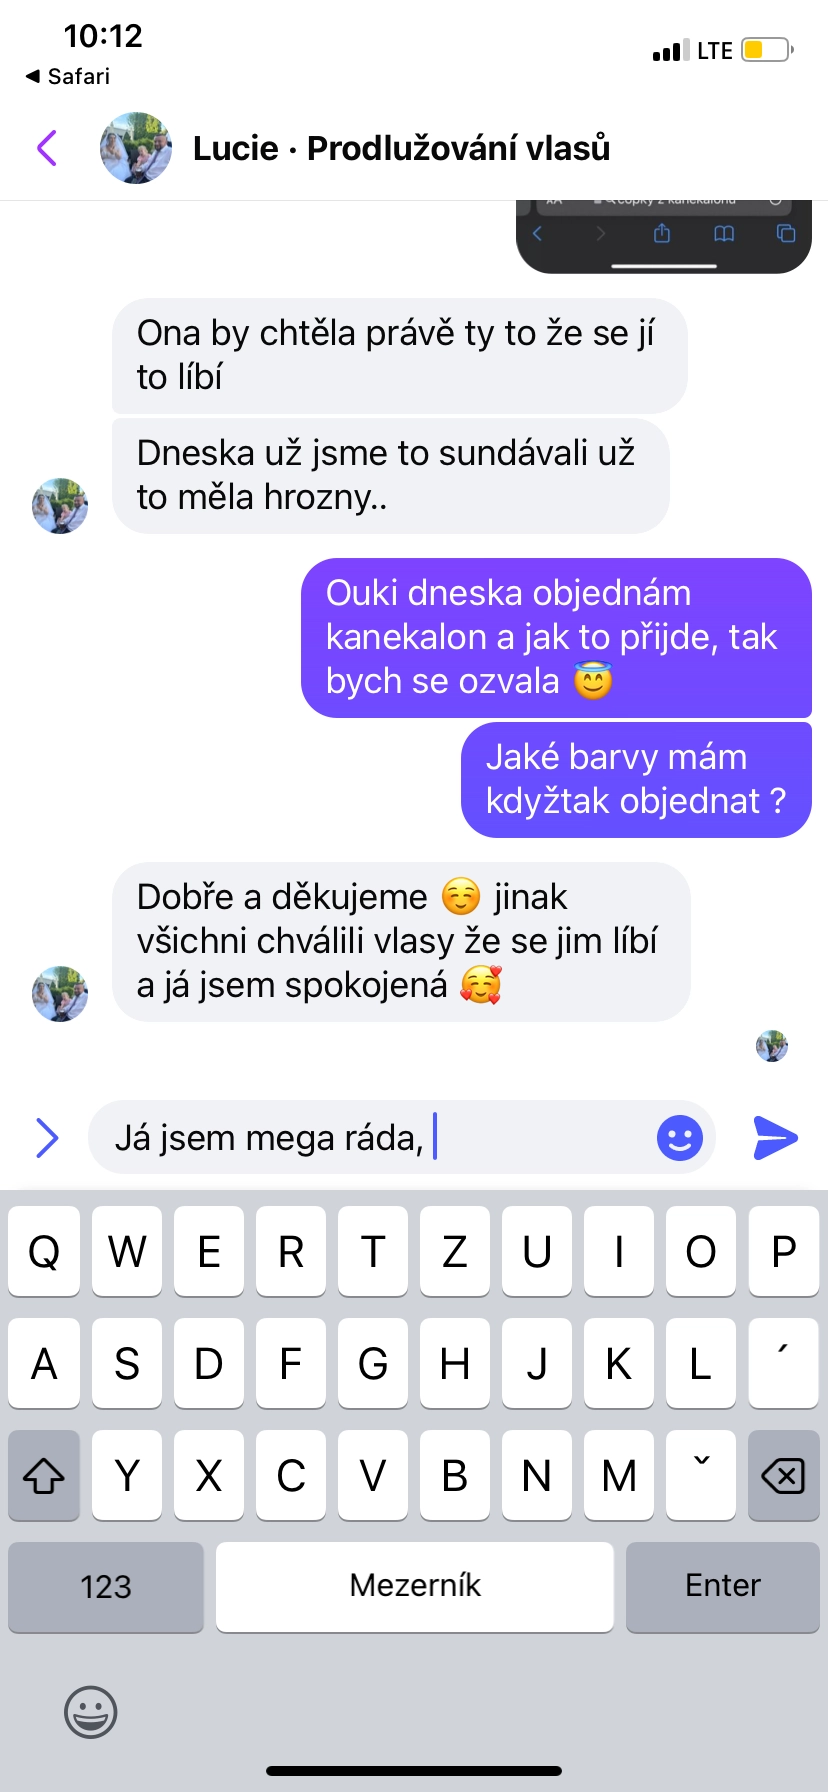 10:12
LTE
Safari
Lucie · Prodlužování vlasů
copky z kanekalonu
Ona by chtěla právě ty to že se jí
to líbí
Dneska už jsme to sundávali už
to měla hrozny..
Ouki dneska objednám
kanekalon a jak to přijde, tak
bych se ozvala 😇
Jaké barvy mám
kdyžtak objednat ?
Dobře a děkujeme ☺️ jinak
všichni chválili vlasy že se jim líbí
a já jsem spokojená 🥰
Já jsem mega ráda,
Q W E R T Z U I O P
A S D F G H J K L ´
Y X C V B N M ˇ
123 Mezerník Enter